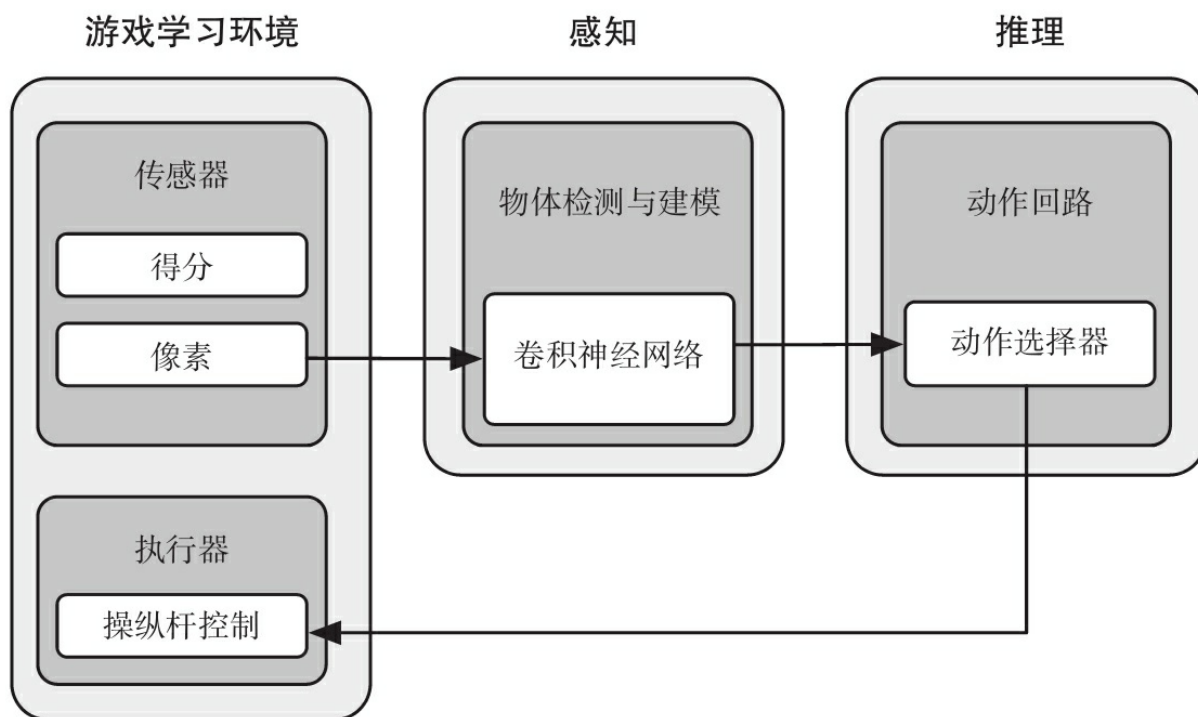 游戏学习环境
感知
推理
传感器
得分
像素
物体检测与建模
卷积神经网络
动作回路
动作选择器
执行器
操纵杆控制